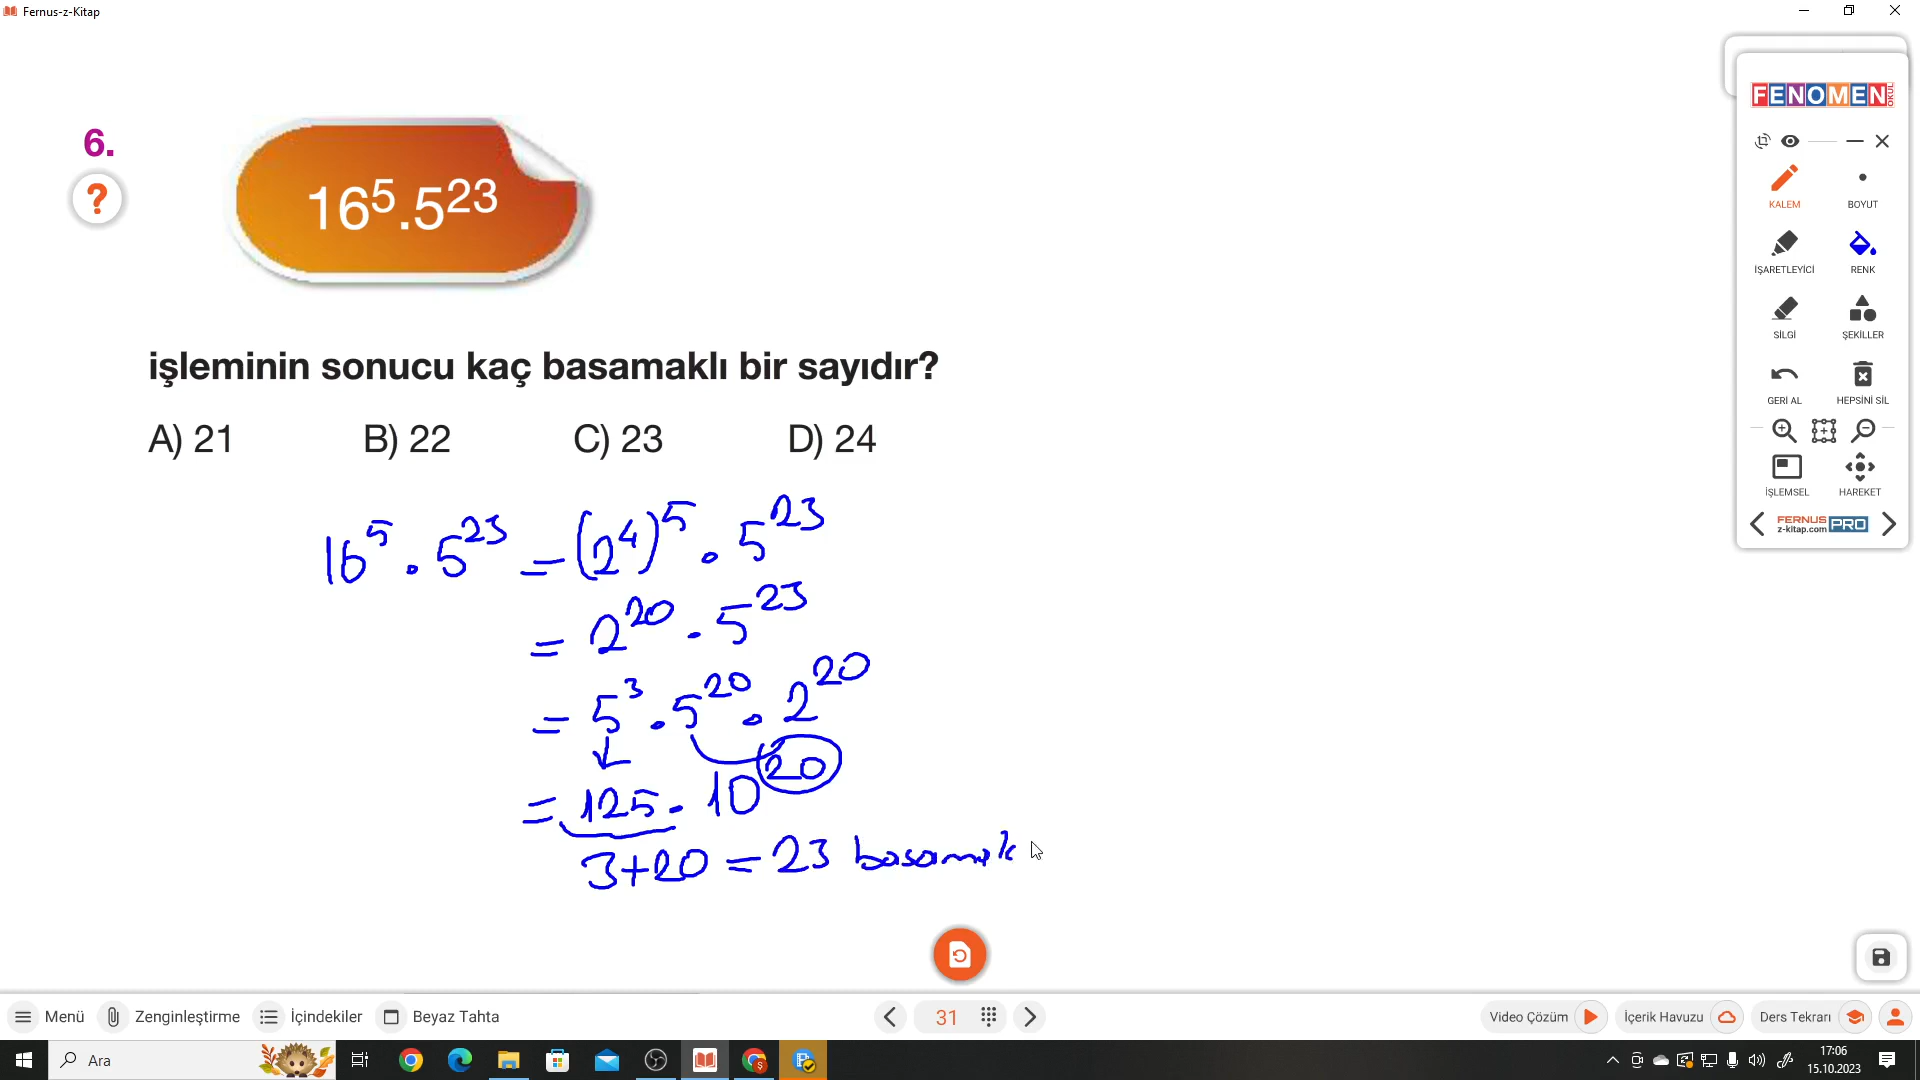 Fernus-z-Kitap
FENOMEN OKUL
6.
?
16⁵.5²³
işleminin sonucu kaç basamaklı bir sayıdır?
A) 21 B) 22 C) 23 D) 24
16⁵ . 5²³ = (2⁴)⁵ . 5²³
= 2²⁰ . 5²³
= 5³ . 5²⁰ . 2²⁰
= 125 . 10²⁰
3+20 = 23 basamak
KALEM BOYUT
İŞARETLEYİCİ RENK
SİLGİ ŞEKİLLER
GERİ AL HEPSİNİ SİL
İŞLEMSEL HAREKET
FERNUS z-kitap.com PRO
Menü Zenginleştirme İçindekiler Beyaz Tahta 31 Video Çözüm İçerik Havuzu Ders Tekrarı
Ara 17:06
15.10.2023